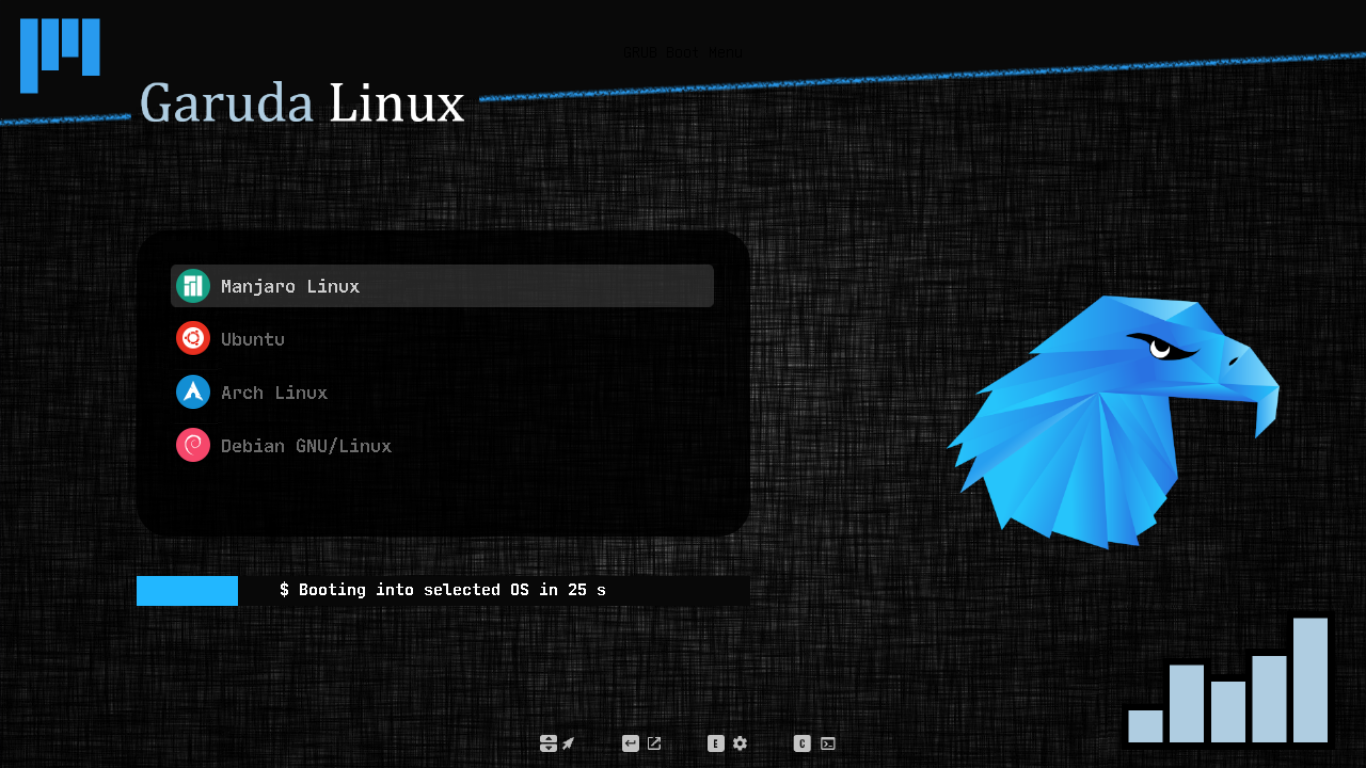 GRUB Boot Menu
Garuda Linux
Manjaro Linux
Ubuntu
Arch Linux
Debian GNU/Linux
$ Booting into selected OS in 25 s
E
C